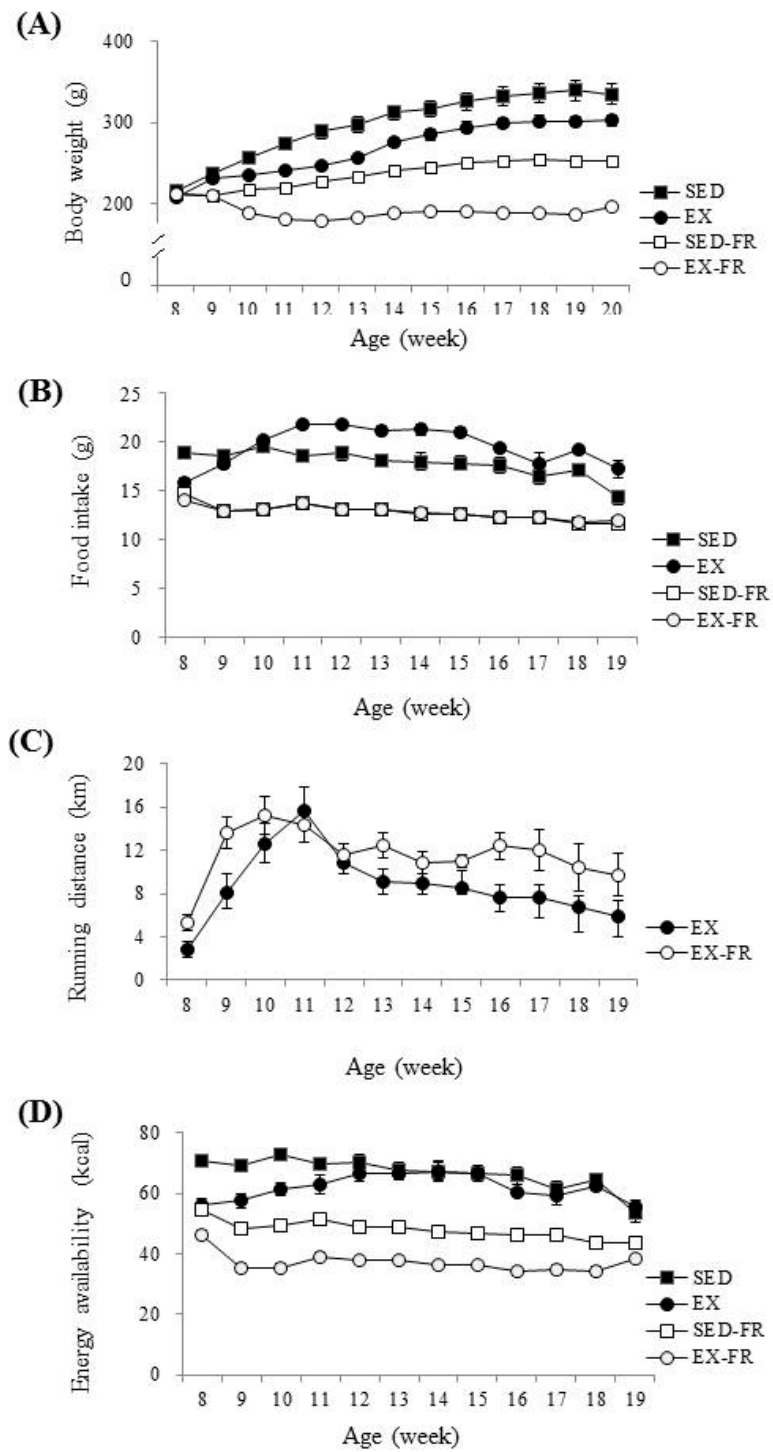 (A)
Body weight (g)
400
300
200
0
8 9 10 11 12 13 14 15 16 17 18 19 20
Age (week)
SED
EX
SED-FR
EX-FR
(B)
Food intake (g)
25
20
15
10
5
0
8 9 10 11 12 13 14 15 16 17 18 19
Age (week)
SED
EX
SED-FR
EX-FR
(C)
Running distance (km)
20
16
12
8
4
0
8 9 10 11 12 13 14 15 16 17 18 19
Age (week)
EX
EX-FR
(D)
Energy availability (kcal)
80
60
40
20
0
8 9 10 11 12 13 14 15 16 17 18 19
Age (week)
SED
EX
SED-FR
EX-FR